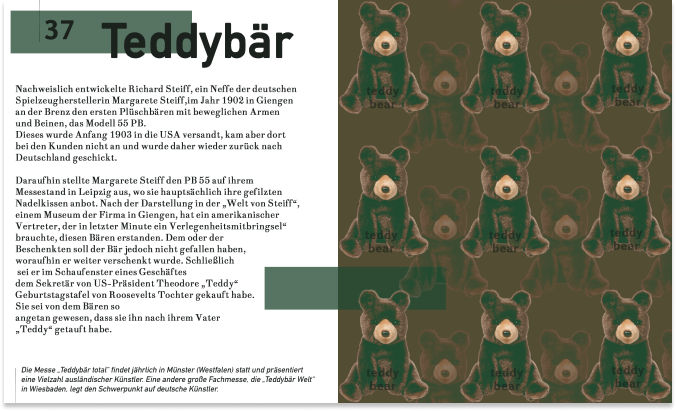 37
Teddybär
Nachweislich entwickelte Richard Steiff, ein Neffe der deutschen
Spielzeugherstellerin Margarete Steiff,im Jahr 1902 in Giengen
an der Brenz den ersten Plüschbären mit beweglichen Armen
und Beinen, das Modell 55 PB.
Dieses wurde Anfang 1903 in die USA versandt, kam aber dort
bei den Kunden nicht an und wurde daher wieder zurück nach
Deutschland geschickt.
Daraufhin stellte Margarete Steiff den PB 55 auf ihrem
Messestand in Leipzig aus, wo sie hauptsächlich ihre gefilzten
Nadelkissen anbot. Nach der Darstellung in der „Welt von Steiff“,
einem Museum der Firma in Giengen, hat ein amerikanischer
Vertreter, der in letzter Minute ein Verlegenheitsmitbringsel“
brauchte, diesen Bären erstanden. Dem oder der
Beschenkten soll der Bär jedoch nicht gefallen haben,
woraufhin er weiter verschenkt wurde. Schließlich
sei er im Schaufenster eines Geschäftes
dem Sekretär von US-Präsident Theodore „Teddy“
Geburtstagstafel von Roosevelts Tochter gekauft habe.
Sie sei von dem Bären so
angetan gewesen, dass sie ihn nach ihrem Vater
„Teddy“ getauft habe.
Die Messe „Teddybär total“ findet jährlich in Münster (Westfalen) statt und präsentiert
eine Vielzahl ausländischer Künstler. Eine andere große Fachmesse, die „Teddybär Welt“
in Wiesbaden, legt den Schwerpunkt auf deutsche Künstler.
teddy
bear
teddy
bear
teddy
bear
teddy
bear
teddy
bear
teddy
bear
teddy
bear
teddy
bear
teddy
bear